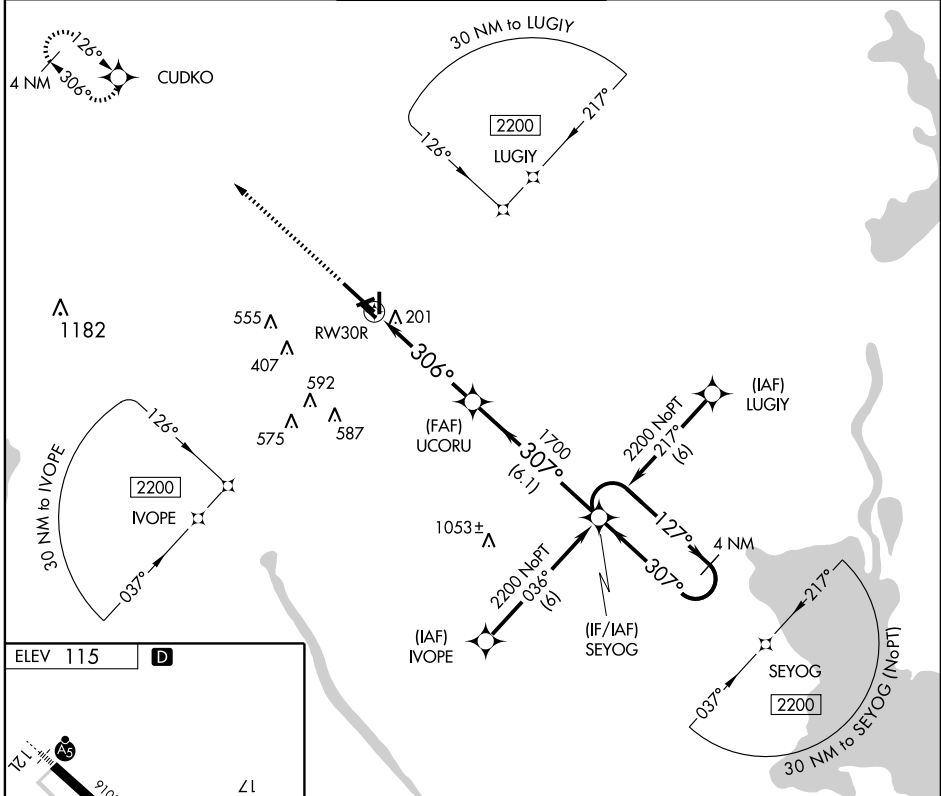 30 NM to LUGIY
126°
306°
4 NM
CUDKO
2200
LUGIY
126°
217°
1182
555
407
RW30R
201
306°
592
575
587
(FAF)
UCORU
(IAF)
LUGIY
2200 NoPT
217°
(6)
1700
307°
(6.1)
30 NM to IVOPE
126°
2200
IVOPE
037°
1053±
127°
4 NM
307°
2200 NoPT
036°
(6)
(IAF)
IVOPE
(IF/IAF)
SEYOG
217°
SEYOG
037°
2200
30 NM to SEYOG (NoPT)
ELEV 115
D
12L
A5
17